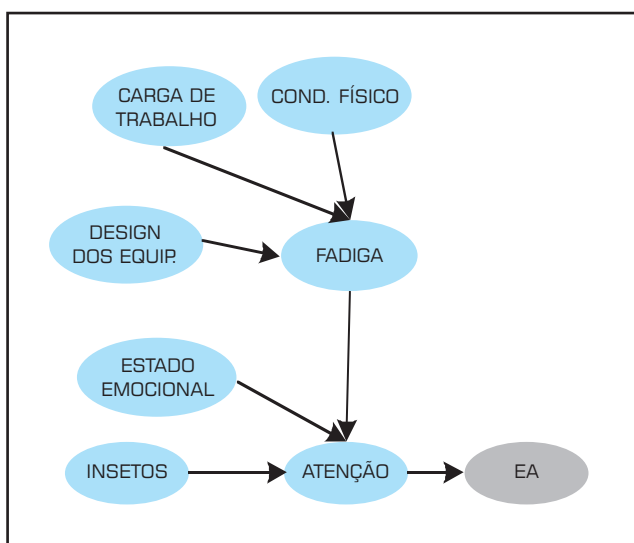 CARGA DE
TRABALHO
COND. FÍSICO
DESIGN
DOS EQUIP.
FADIGA
ESTADO
EMOCIONAL
INSETOS
ATENÇÃO
EA